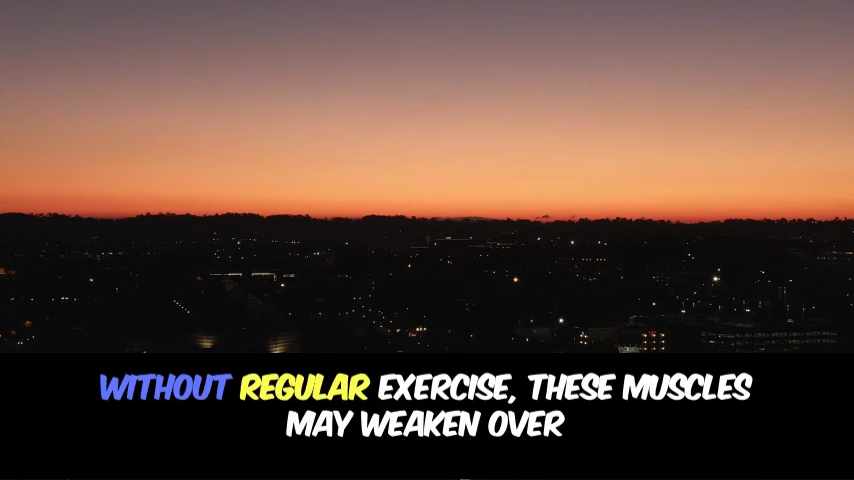 WITHOUT REGULAR EXERCISE, THESE MUSCLES
MAY WEAKEN OVER